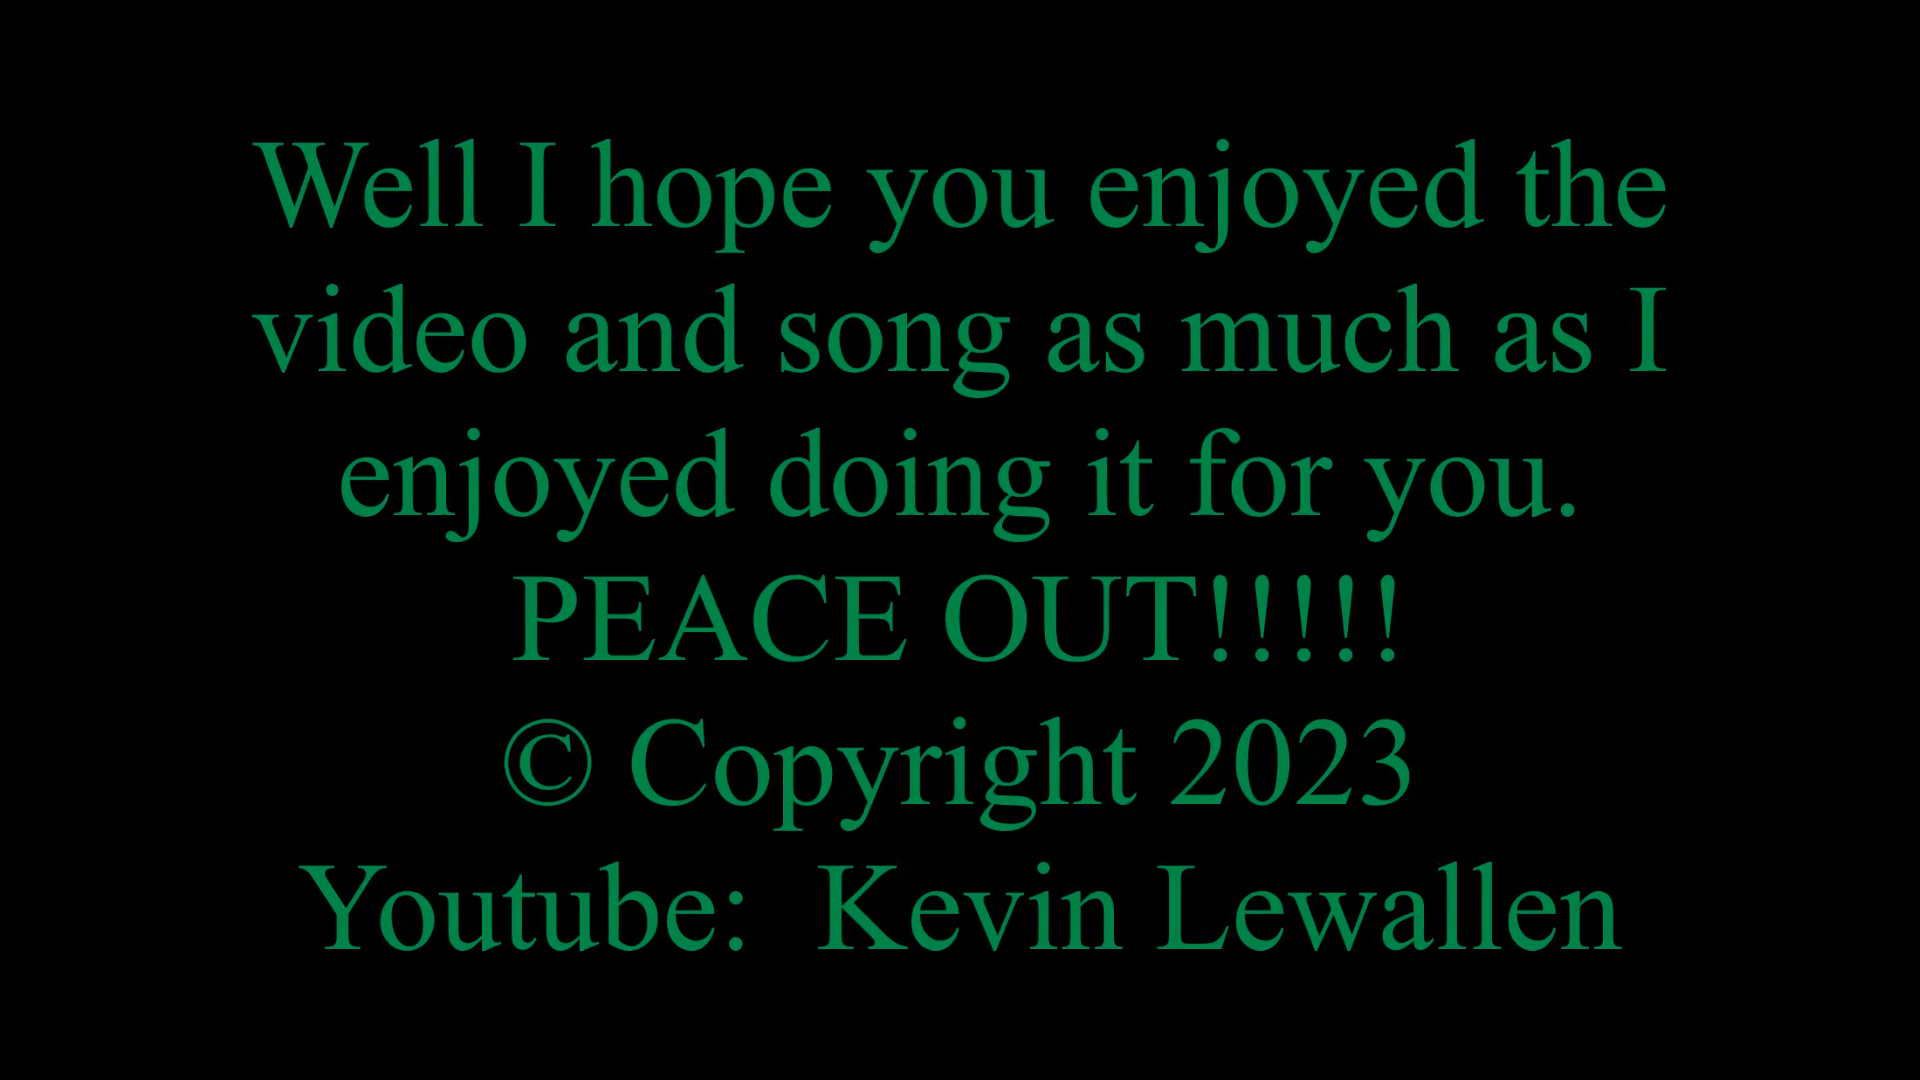 Well I hope you enjoyed the
video and song as much as I
enjoyed doing it for you.
PEACE OUT!!!!!
© Copyright 2023
Youtube:  Kevin Lewallen